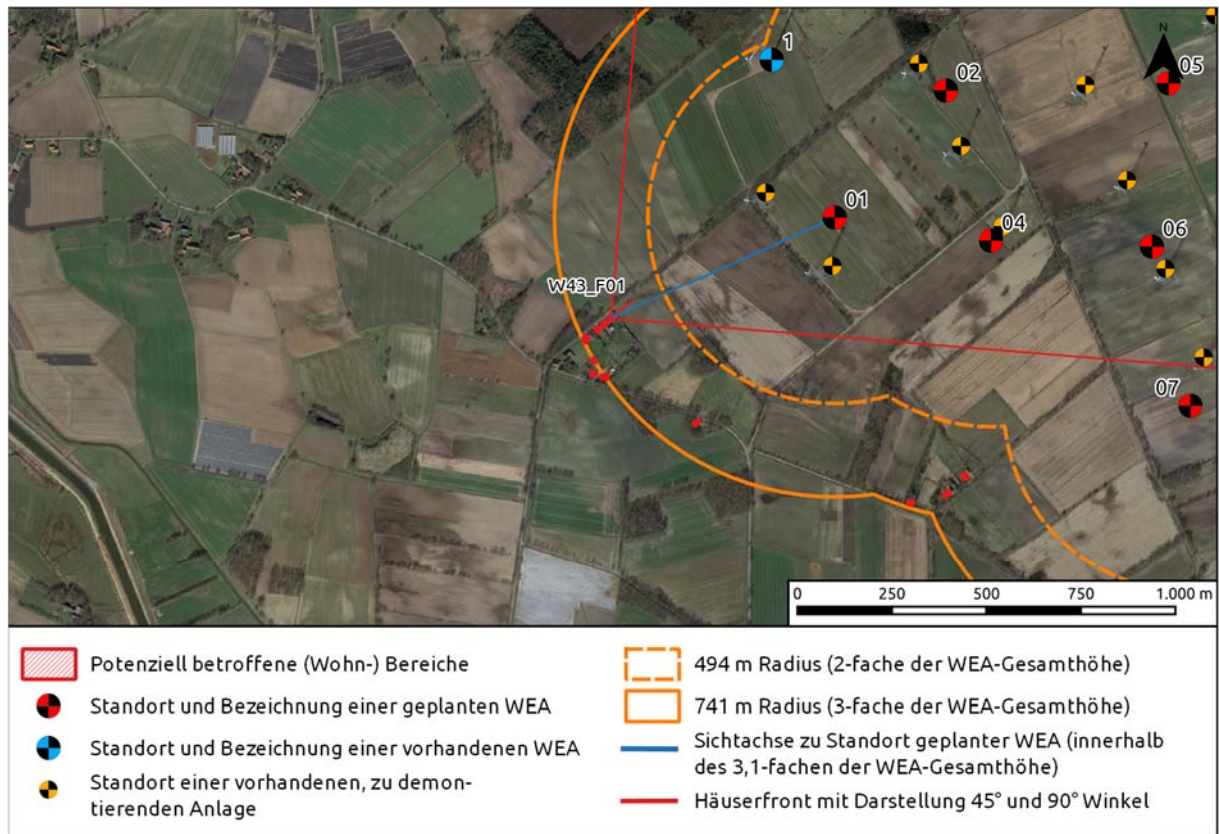 1
02
N
05
01
04
06
W43_F01
07
0 250 500 750 1.000 m
Potenziell betroffene (Wohn-) Bereiche
Standort und Bezeichnung einer geplanten WEA
Standort und Bezeichnung einer vorhandenen WEA
Standort einer vorhandenen, zu demon-
tierenden Anlage
494 m Radius (2-fache der WEA-Gesamthöhe)
741 m Radius (3-fache der WEA-Gesamthöhe)
Sichtachse zu Standort geplanter WEA (innerhalb
des 3,1-fachen der WEA-Gesamthöhe)
Häuserfront mit Darstellung 45° und 90° Winkel